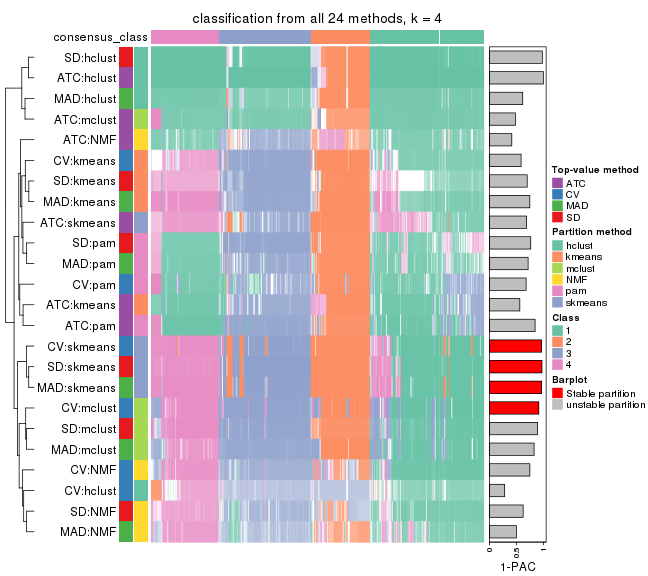 classification from all 24 methods, k = 4
consensus_class
SD:hclust
ATC:hclust
MAD:hclust
ATC:mclust
ATC:NMF
CV:kmeans
SD:kmeans
MAD:kmeans
ATC:skmeans
SD:pam
MAD:pam
CV:pam
ATC:kmeans
ATC:pam
CV:skmeans
SD:skmeans
MAD:skmeans
CV:mclust
SD:mclust
MAD:mclust
CV:NMF
CV:hclust
SD:NMF
MAD:NMF
0
0.5
1
1-PAC
Top-value method
ATC
CV
MAD
SD
Partition method
hclust
kmeans
mclust
NMF
pam
skmeans
Class
1
2
3
4
Barplot
Stable partition
unstable partition